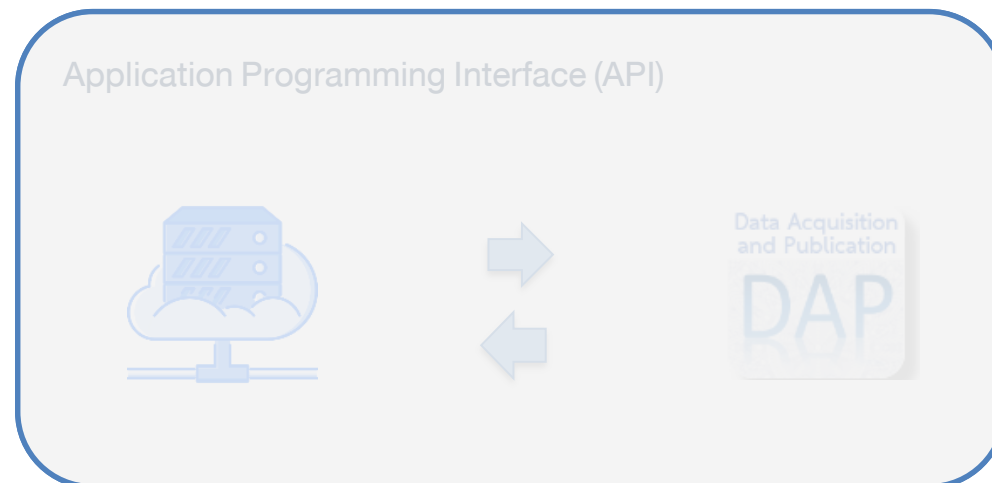 Application Programming Interface (API)
Data Acquisition
and Publication
DAP